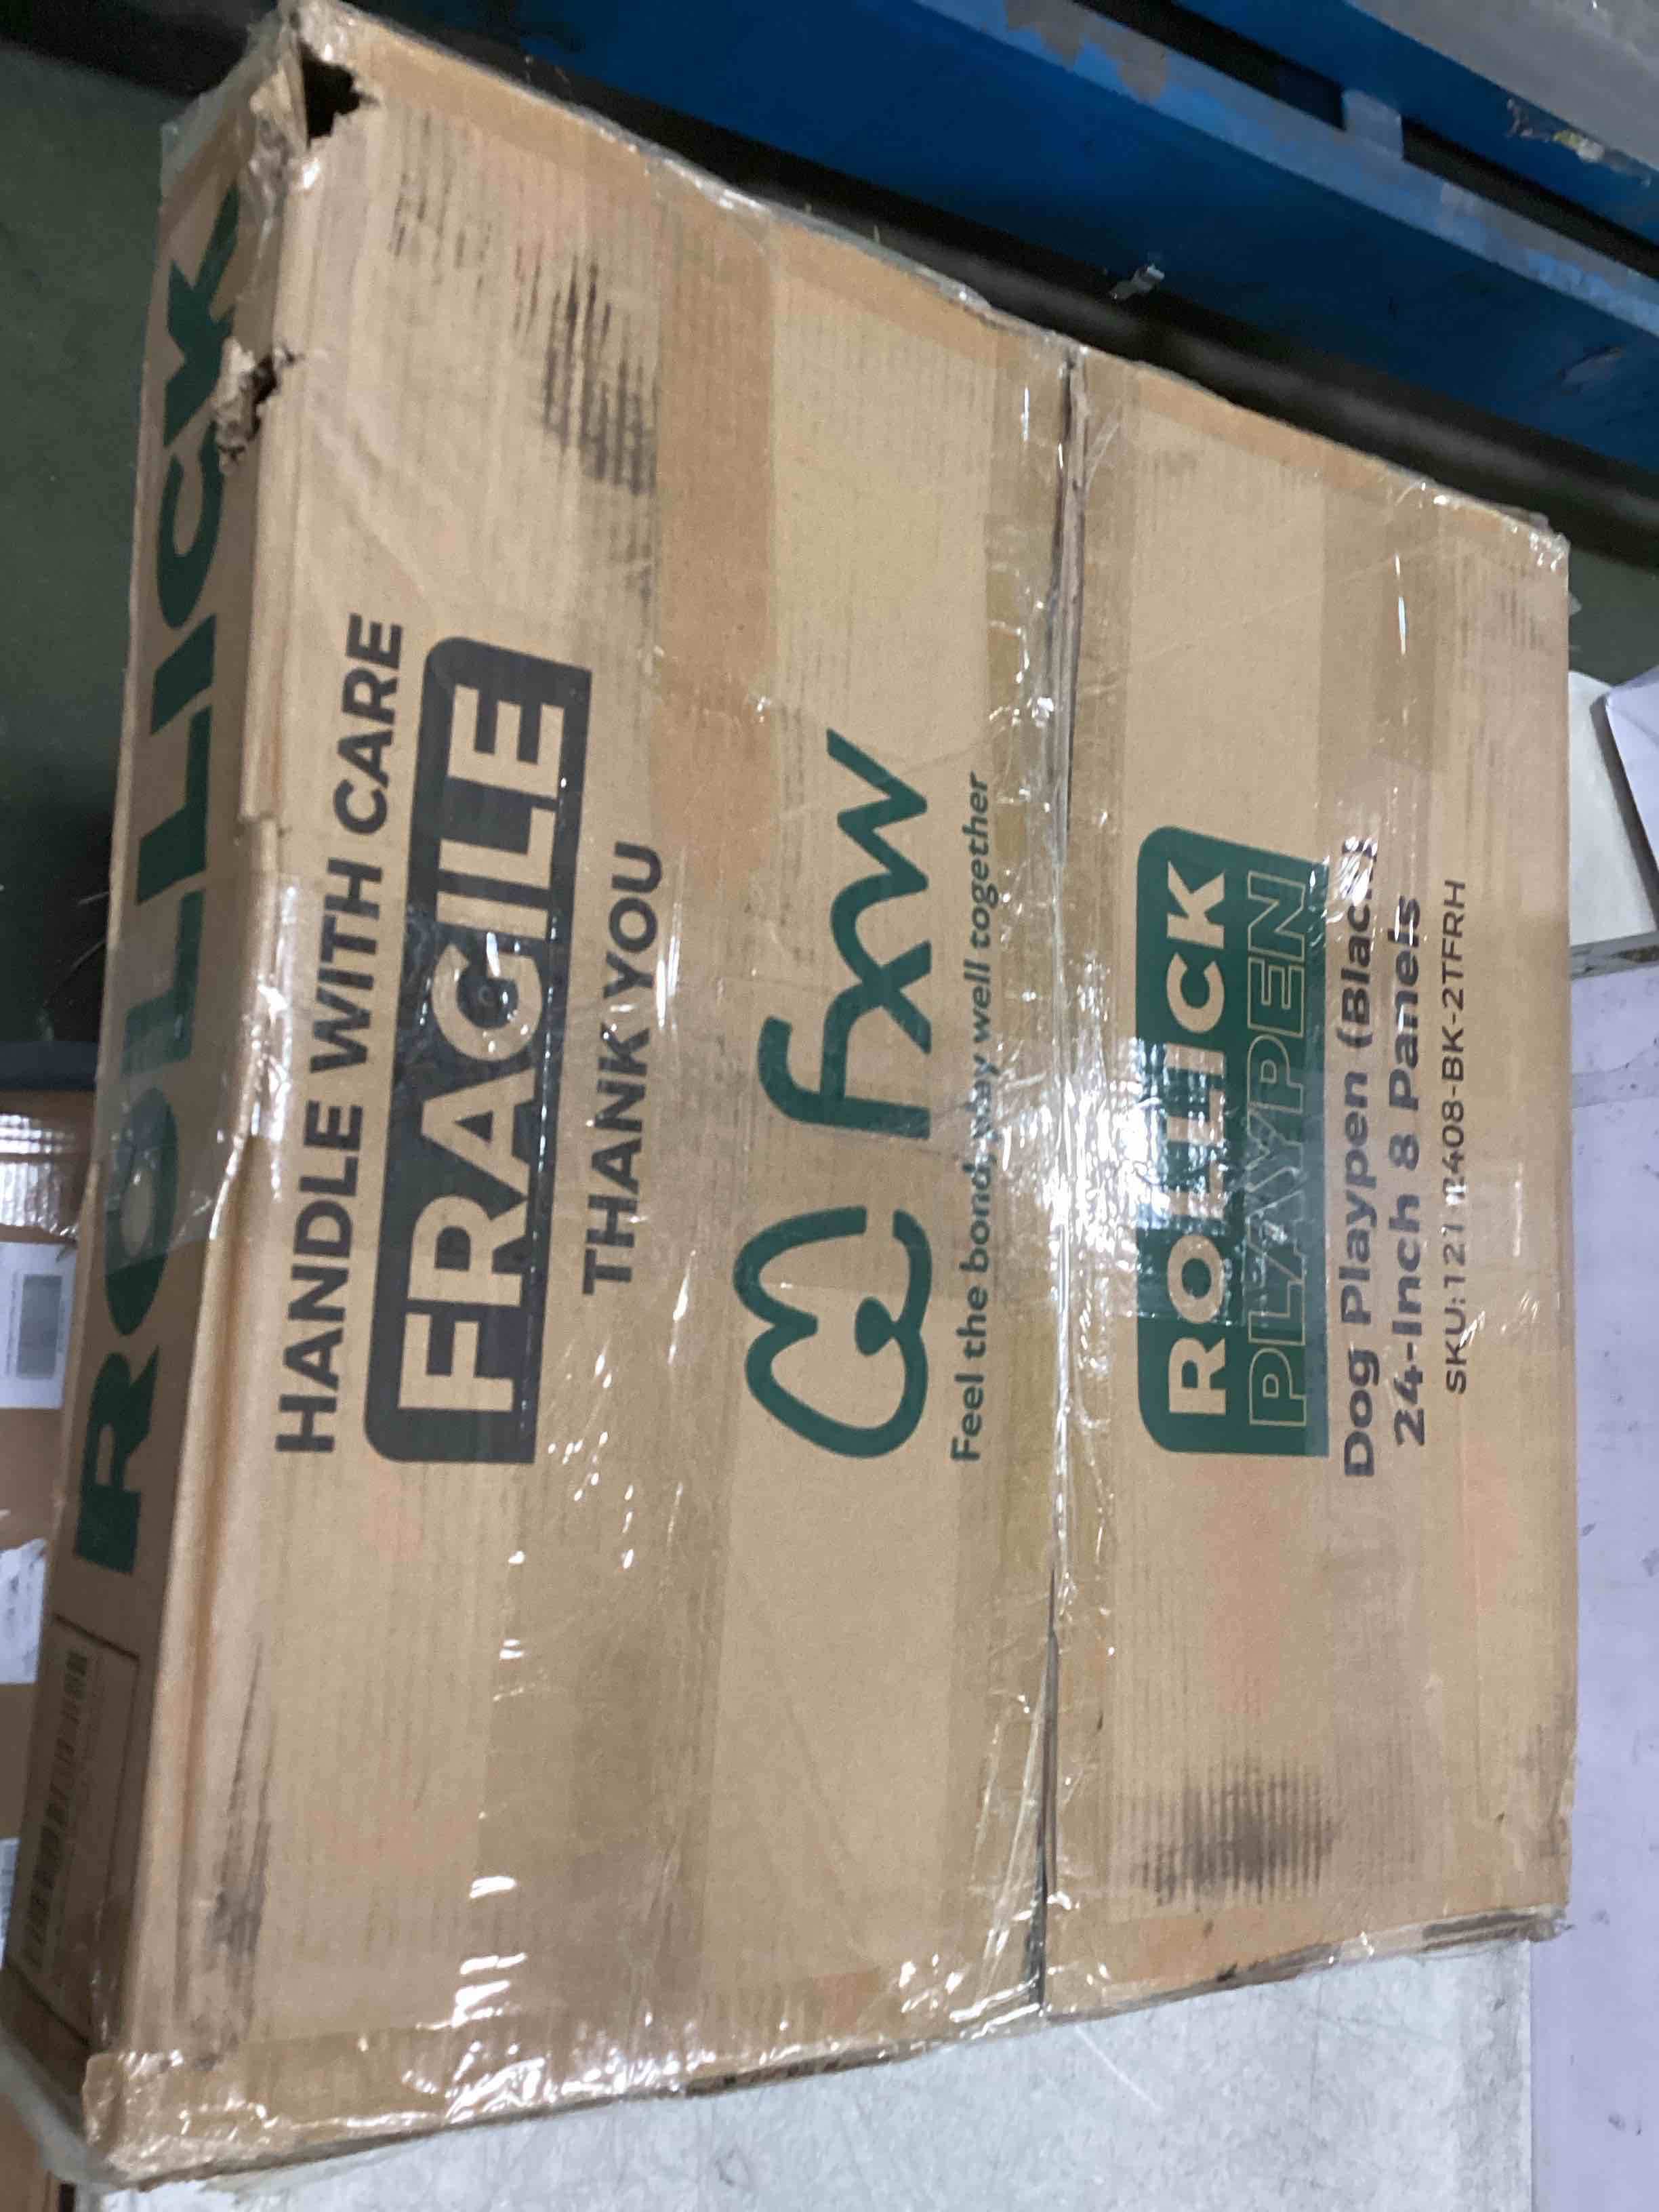 ROLLICK
HANDLE WITH CARE
FRAGILE
THANK YOU
fxw
Feel the bond, play well together
ROLLICK
PLAYPEN
Dog Playpen (Black)
24-Inch 8 Panels